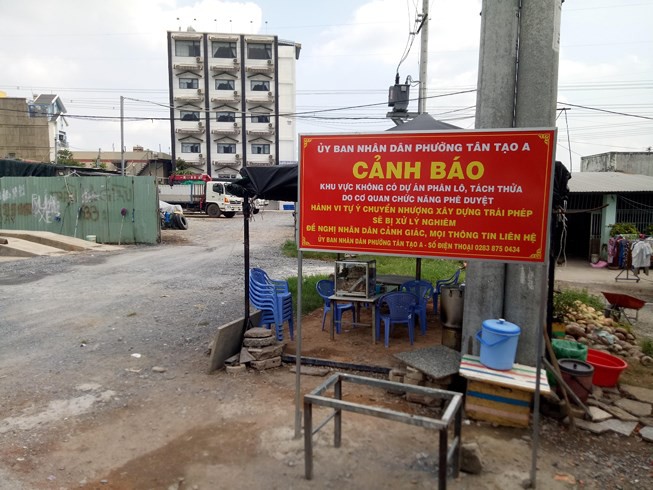 ỦY BAN NHÂN DÂN PHƯỜNG TÂN TẠO A
CẢNH BÁO
KHU VỰC KHÔNG CÓ DỰ ÁN PHÂN LÔ, TÁCH THỬA
DO CƠ QUAN CHỨC NĂNG PHÊ DUYỆT
HÀNH VI TỰ Ý CHUYỂN NHƯỢNG XÂY DỰNG TRÁI PHÉP
SẼ BỊ XỬ LÝ NGHIÊM
ĐỀ NGHỊ NHÂN DÂN CẢNH GIÁC, MỌI THÔNG TIN LIÊN HỆ
ỦY BAN NHÂN DÂN PHƯỜNG TÂN TẠO A - SỐ ĐIỆN THOẠI 0283 875 0434